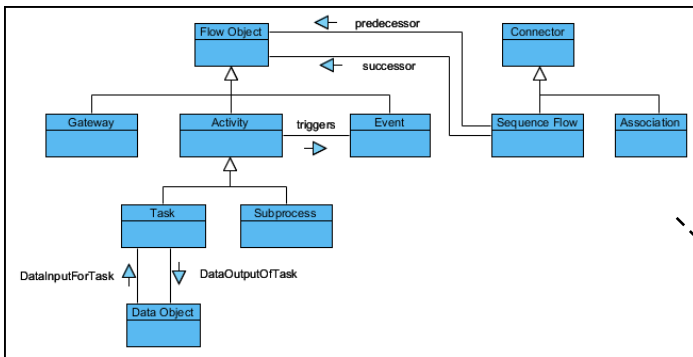 predecessor
Flow Object
Connector
successor
Gateway
Activity
triggers
Event
Sequence Flow
Association
Task
Subprocess
DataInputForTask
DataOutputOfTask
Data Object